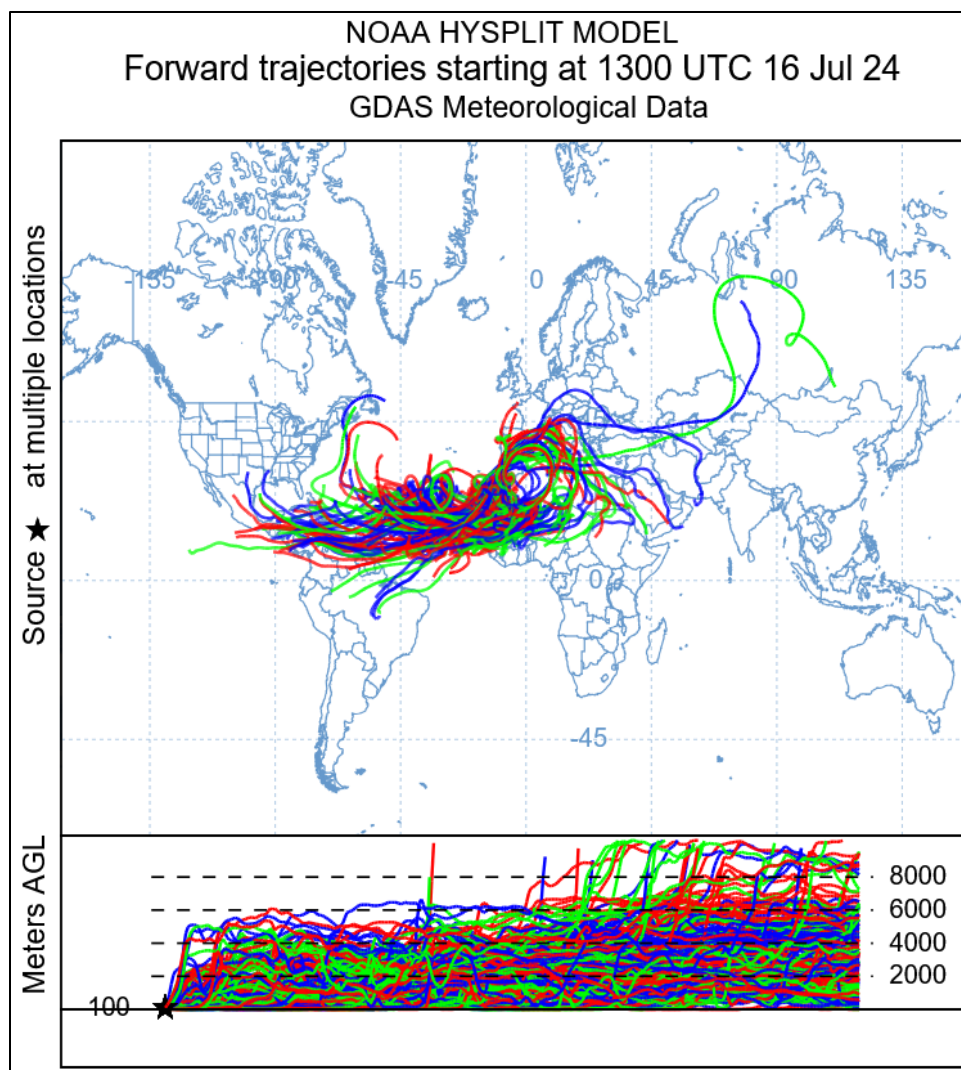 NOAA HYSPLIT MODEL
Forward trajectories starting at 1300 UTC 16 Jul 24
GDAS Meteorological Data
Source ★ at multiple locations
-135 -90 -45 0 45 90 135
0
-45
Meters AGL
8000
6000
4000
2000
100